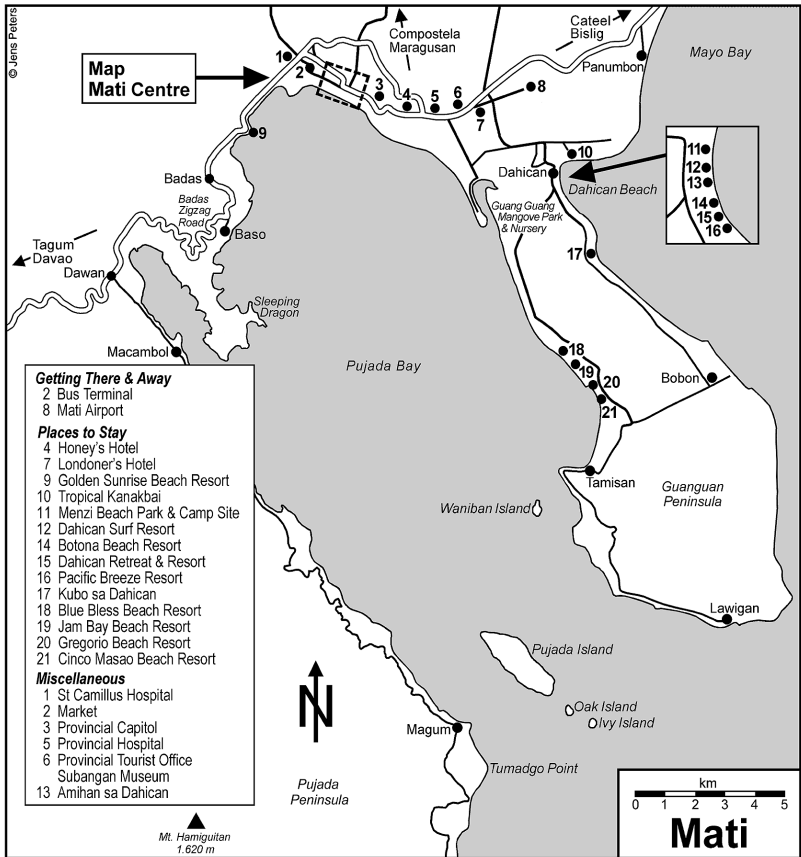 © Jens Peters
Cateel
Bislig
Compostela
Maragusan
Mayo Bay
Panumbon
Map
Mati Centre
1
2
3
4
5
6
7
8
9
10
Dahican
Dahican Beach
11
12
13
14
15
16
Badas
Badas
Zigzag
Road
Guang Guang
Mangove Park
& Nursery
Baso
Tagum
Davao
Dawan
17
Sleeping
Dragon
Macambol
Pujada Bay
18
19
20
21
Bobon
Tamisan
Guanguan
Peninsula
Waniban Island
Lawigan
Pujada Island
Oak Island
Ivy Island
Magum
Tumadgo Point
Pujada
Peninsula
Mt. Hamiguitan
1.620 m
N
Getting There & Away
2 Bus Terminal
8 Mati Airport
Places to Stay
4 Honey's Hotel
7 Londoner's Hotel
9 Golden Sunrise Beach Resort
10 Tropical Kanakbai
11 Menzi Beach Park & Camp Site
12 Dahican Surf Resort
14 Botona Beach Resort
15 Dahican Retreat & Resort
16 Pacific Breeze Resort
17 Kubo sa Dahican
18 Blue Bless Beach Resort
19 Jam Bay Beach Resort
20 Gregorio Beach Resort
21 Cinco Masao Beach Resort
Miscellaneous
1 St Camillus Hospital
2 Market
3 Provincial Capitol
5 Provincial Hospital
6 Provincial Tourist Office
Subangan Museum
13 Amihan sa Dahican
km
0 1 2 3 4 5
Mati